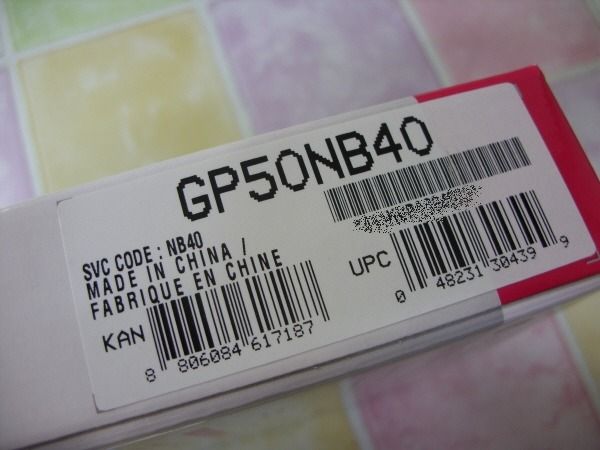 GP50NB40
SVC CODE : NB40
MADE IN CHINA /
FABRIQUE EN CHINE
KAN
8 806084 617187
UPC
0 48231 30439 9